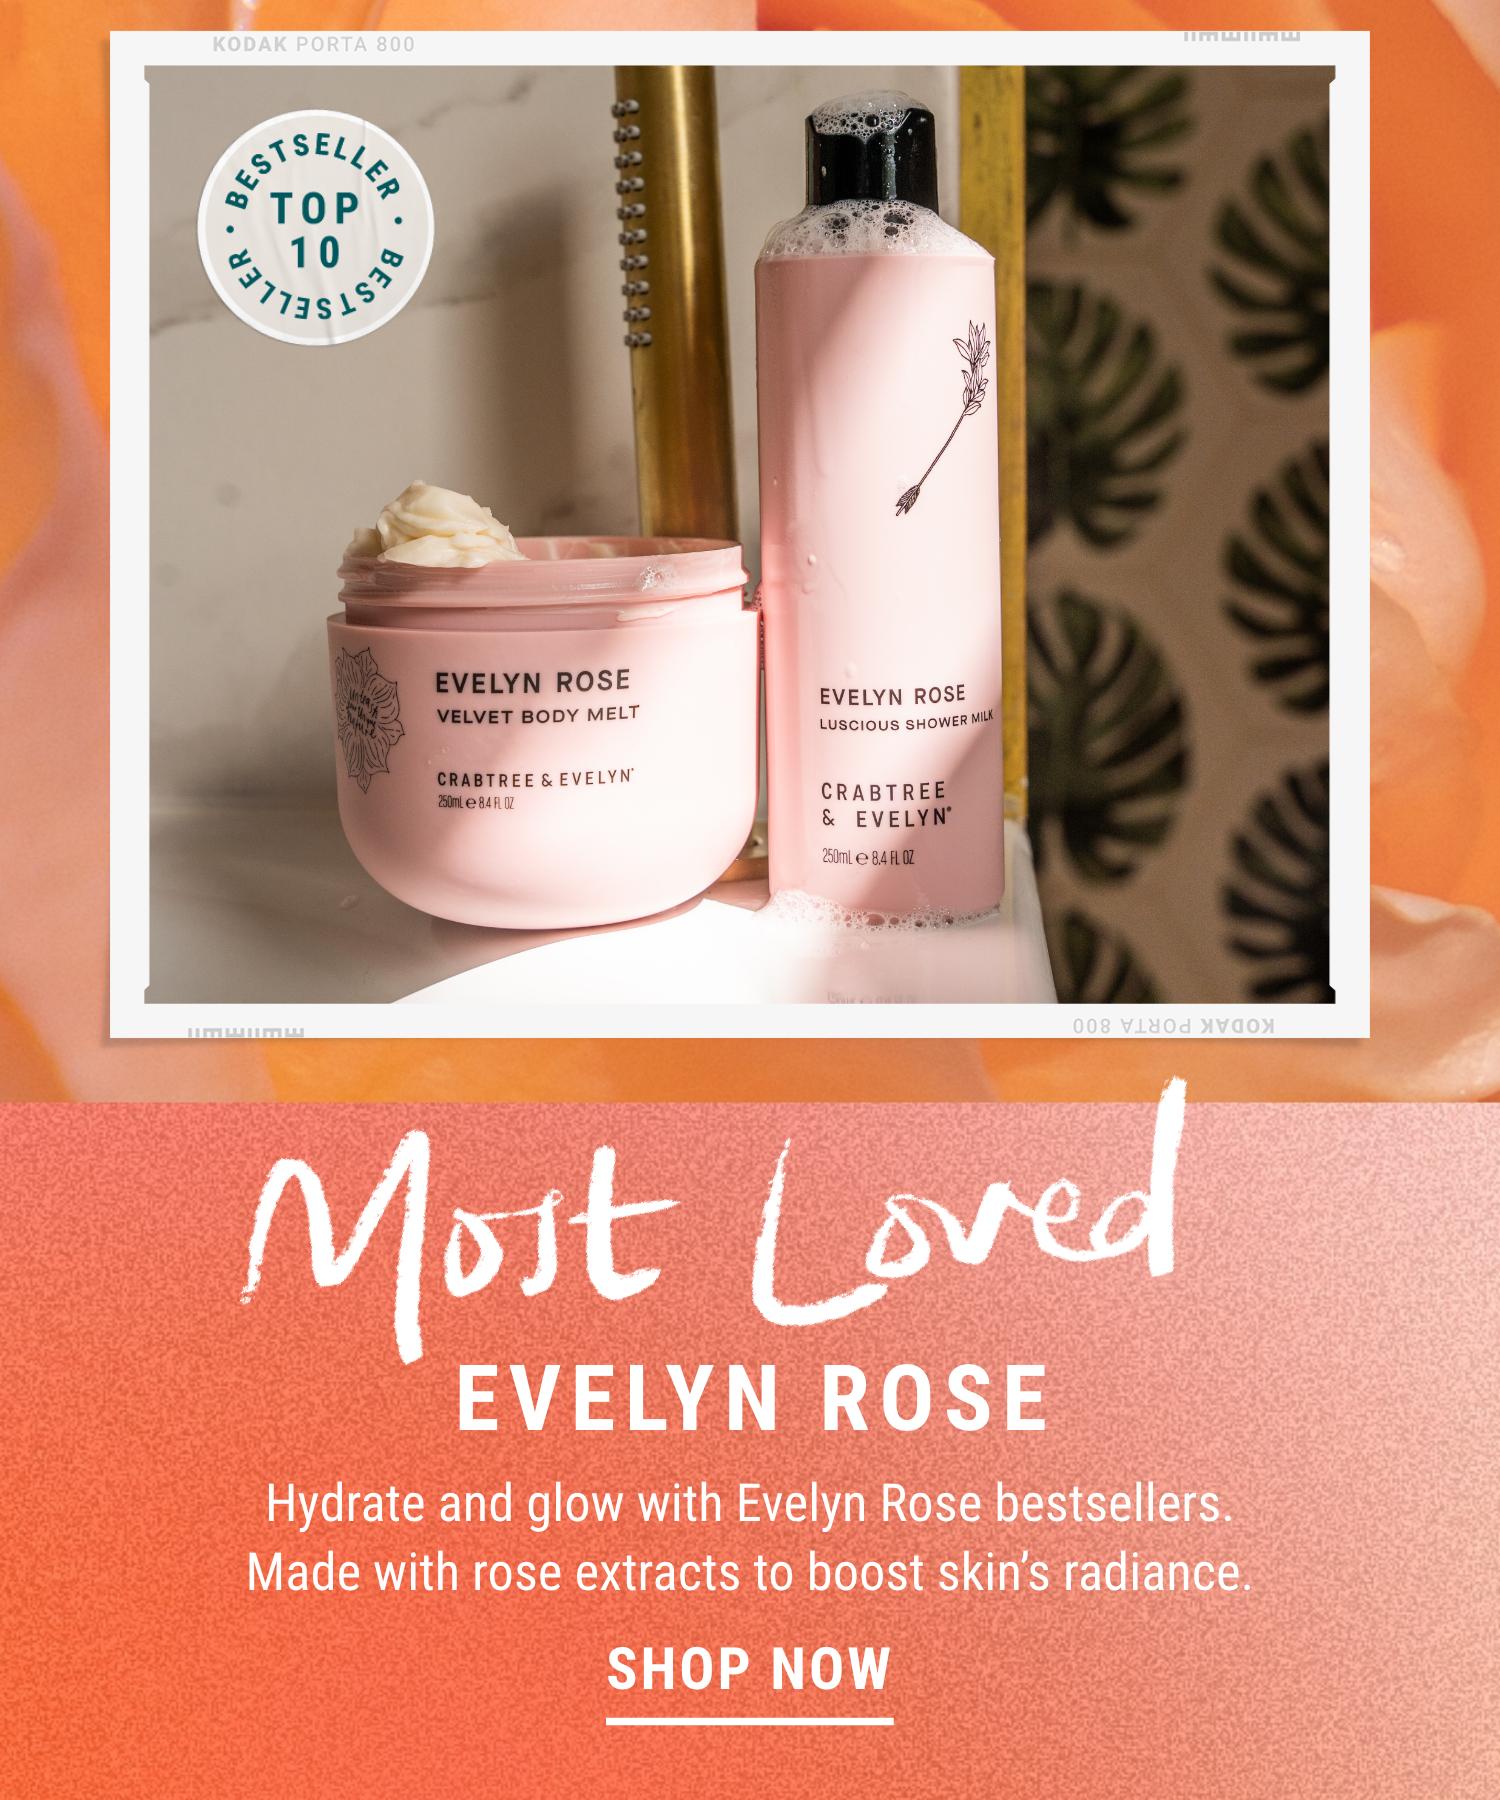 KODAK PORTA 800
BESTSELLER · BESTSELLER ·
TOP
10
EVELYN ROSE
VELVET BODY MELT
CRABTREE & EVELYN®
250mL ℮ 8.4 FL OZ
EVELYN ROSE
LUSCIOUS SHOWER MILK
CRABTREE
& EVELYN®
250mL ℮ 8.4 FL OZ
KODAK PORTA 800
Most Loved
EVELYN ROSE
Hydrate and glow with Evelyn Rose bestsellers.
Made with rose extracts to boost skin’s radiance.
SHOP NOW